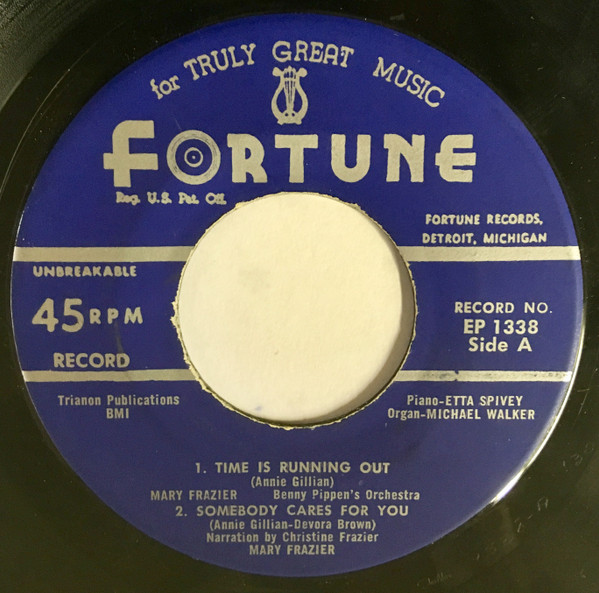 for TRULY GREAT MUSIC
FORTUNE
Reg. U.S. Pat. Off.
FORTUNE RECORDS,
DETROIT, MICHIGAN
UNBREAKABLE
45 RPM
RECORD
RECORD NO.
EP 1338
Side A
Trianon Publications
BMI
Piano-ETTA SPIVEY
Organ-MICHAEL WALKER
1. TIME IS RUNNING OUT
(Annie Gillian)
MARY FRAZIER Benny Pippen's Orchestra
2. SOMEBODY CARES FOR YOU
(Annie Gillian-Devora Brown)
Narration by Christine Frazier
MARY FRAZIER